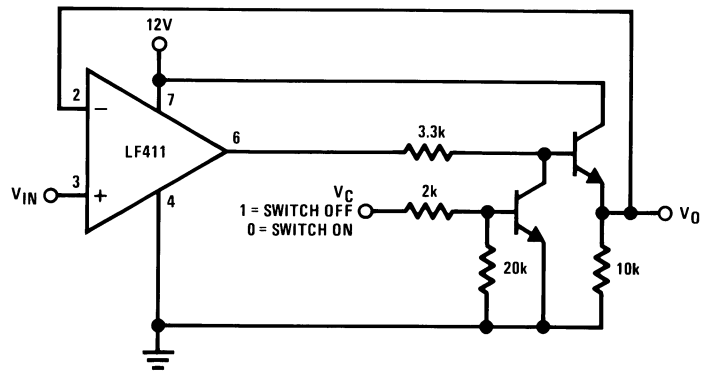 12V
2
7
−
3.3k
6
LF411
V_C
2k
V_IN
3
+
4
1 = SWITCH OFF
0 = SWITCH ON
V_O
20k
10k